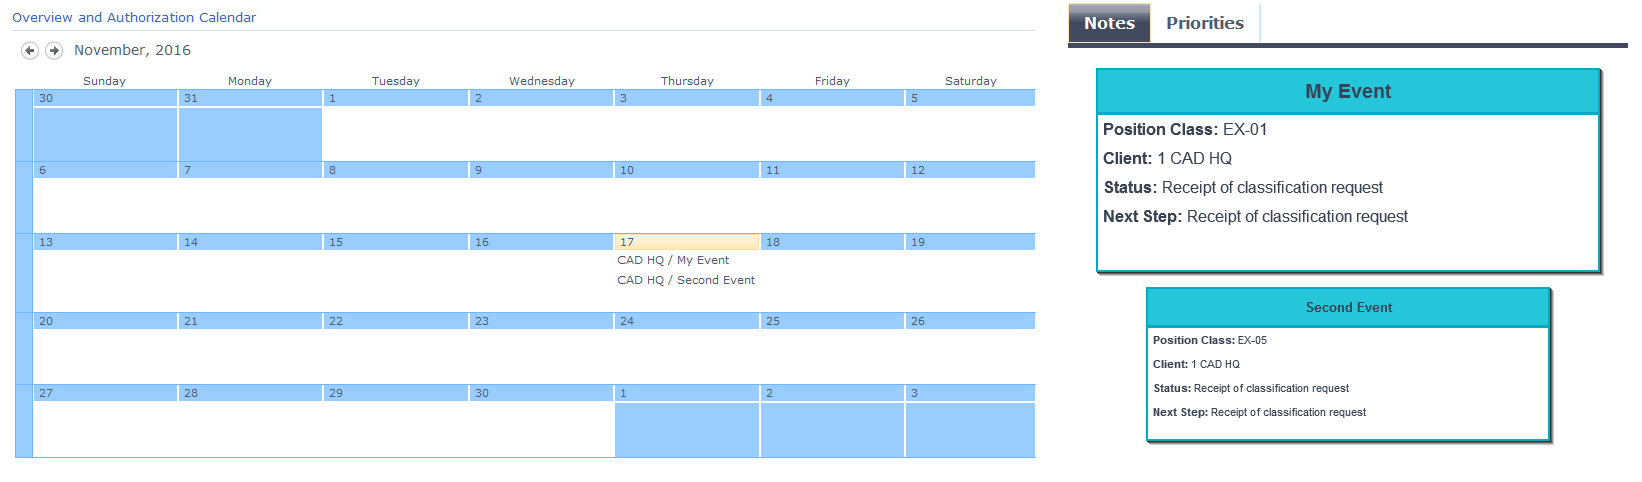 Overview and Authorization Calendar
November, 2016
Sunday Monday Tuesday Wednesday Thursday Friday Saturday
30 31 1 2 3 4 5
6 7 8 9 10 11 12
13 14 15 16 17 18 19
CAD HQ / My Event
CAD HQ / Second Event
20 21 22 23 24 25 26
27 28 29 30 1 2 3
Notes Priorities
My Event
Position Class: EX-01
Client: 1 CAD HQ
Status: Receipt of classification request
Next Step: Receipt of classification request
Second Event
Position Class: EX-05
Client: 1 CAD HQ
Status: Receipt of classification request
Next Step: Receipt of classification request